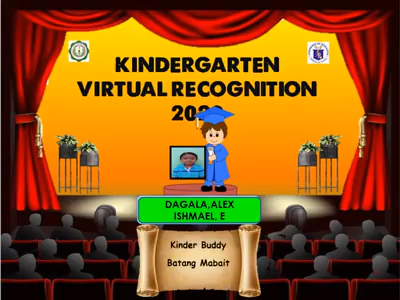 KINDERGARTEN
VIRTUAL RECOGNITION
DAGALA,ALEX
ISHMAEL, E
Kinder Buddy
Batang Mabait